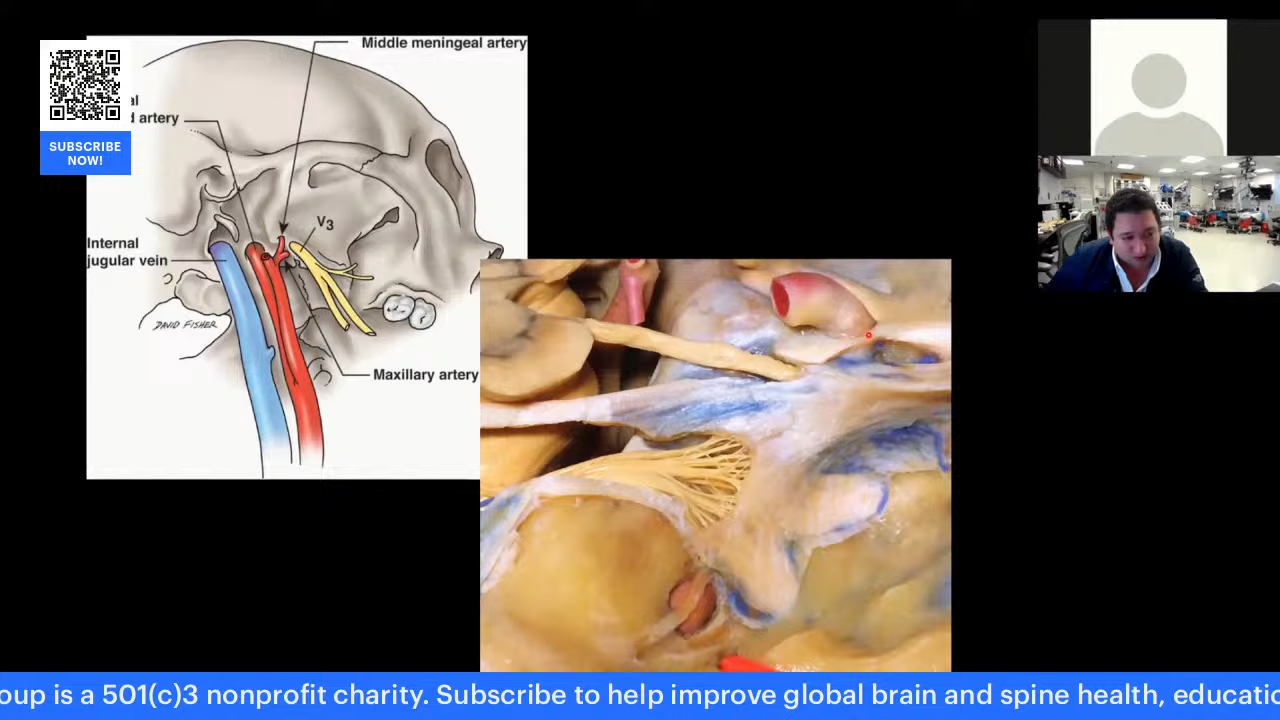 Middle meningeal artery
al
d artery
SUBSCRIBE
NOW!
V3
Internal
jugular vein
DAVID FISHER
Maxillary artery
oup is a 501(c)3 nonprofit charity. Subscribe to help improve global brain and spine health, educatio